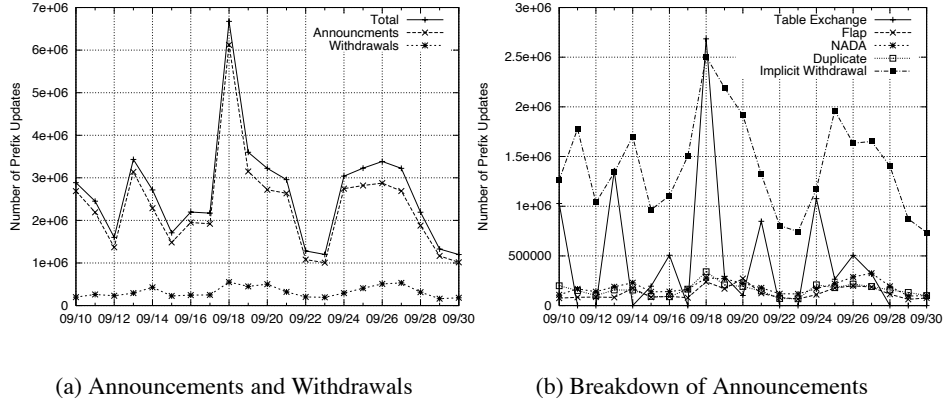 7e+06
6e+06
5e+06
4e+06
3e+06
2e+06
1e+06
0
Number of Prefix Updates
Total
Announcments
Withdrawals
09/10 09/12 09/14 09/16 09/18 09/20 09/22 09/24 09/26 09/28 09/30
(a) Announcements and Withdrawals
3e+06
2.5e+06
2e+06
1.5e+06
1e+06
500000
0
Number of Prefix Updates
Table Exchange
Flap
NADA
Duplicate
Implicit Withdrawal
09/10 09/12 09/14 09/16 09/18 09/20 09/22 09/24 09/26 09/28 09/30
(b) Breakdown of Announcements